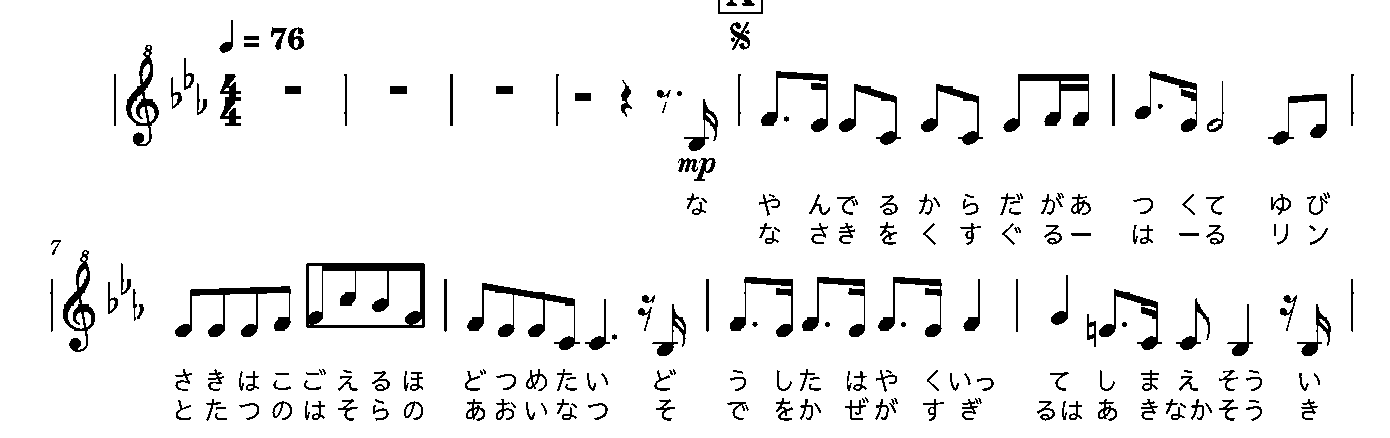 ♩= 76
mp
な や んで る か ら だ があ つ くて ゆ び
な さき を く す ぐ るー は ーる リ ン
7
さ き は こ ご え る ほ ど つ め た い ど う した はや くいっ て し ま え そう い
と た つ の は そ ら の あ お い な つ そ で をか ぜが す ぎ るは あ きなか そう き